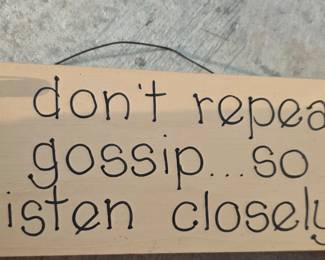 don't repea
gossip...so
isten closely